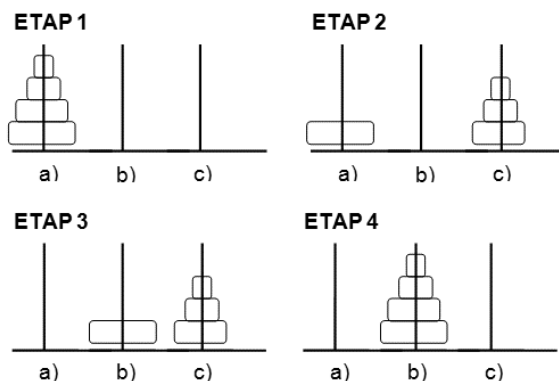 ETAP 1
a) b) c)
ETAP 2
a) b) c)
ETAP 3
a) b) c)
ETAP 4
a) b) c)